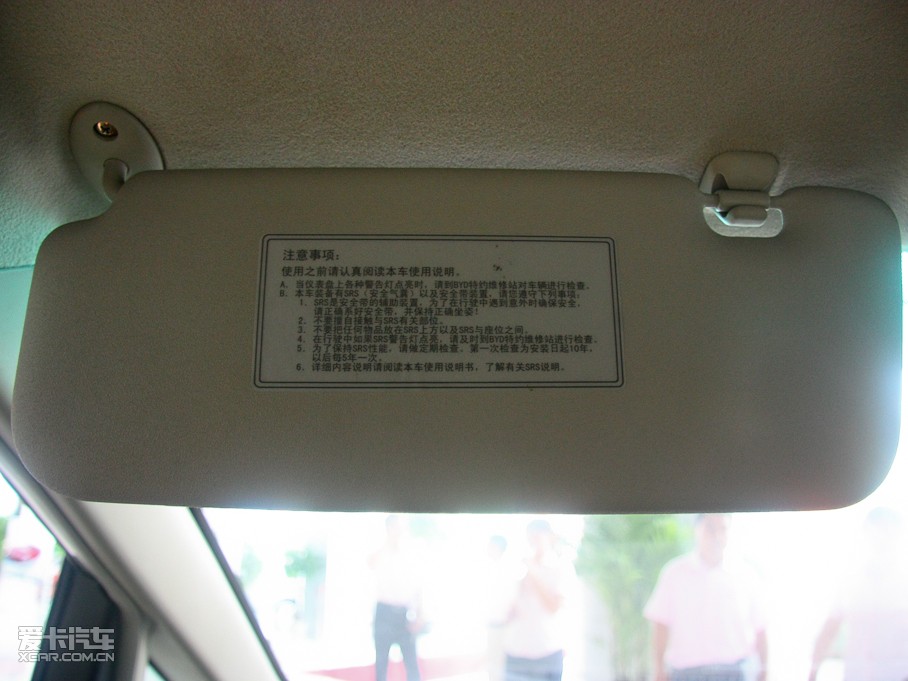 注意事项：
使用之前请认真阅读本车使用说明。
A. 当仪表盘上各种警告灯点亮时，请到BYD特约维修站对车辆进行检查。
B. 本车装备有SRS（安全气囊）以及安全带装置，请您遵守下列事项：
1. SRS是安全带的辅助装置，为了在行驶中遇到意外时确保安全，
请正确系好安全带，并保持正确坐姿！
2. 不要擅自接触与SRS有关部位。
3. 不要把任何物品放在SRS上方以及SRS与座位之间。
4. 在行驶中如果SRS警告灯点亮，请及时到BYD特约维修站进行检查。
5. 为了保持SRS性能，请做定期检查。第一次检查为安装日起10年，
以后每5年一次。
6. 详细内容说明请阅读本车使用说明书，了解有关SRS说明。
爱卡汽车
XCAR.COM.CN